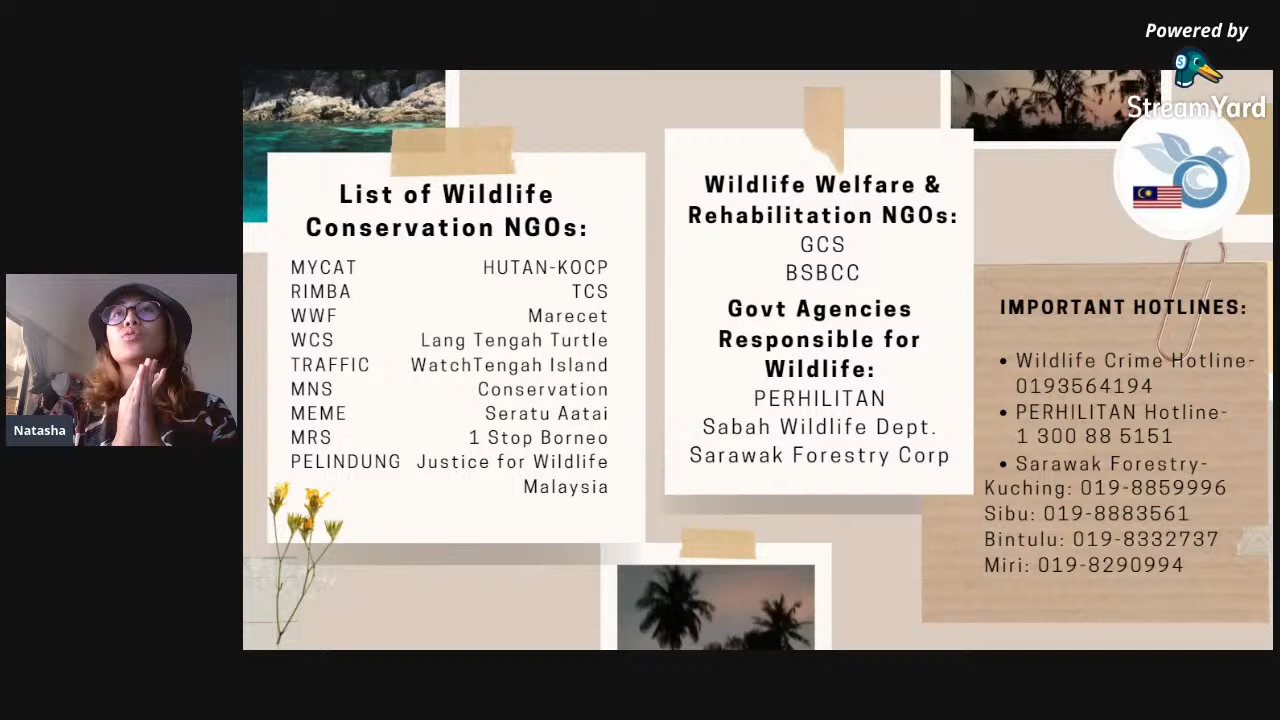 Powered by
StreamYard
List of Wildlife
Conservation NGOs:
MYCAT
RIMBA
WWF
WCS
TRAFFIC
MNS
MEME
MRS
PELINDUNG
HUTAN-KOCP
TCS
Marecet
Lang Tengah Turtle
WatchTengah Island
Conservation
Seratu Aatai
1 Stop Borneo
Justice for Wildlife
Malaysia
Wildlife Welfare &
Rehabilitation NGOs:
GCS
BSBCC
Govt Agencies
Responsible for
Wildlife:
PERHILITAN
Sabah Wildlife Dept.
Sarawak Forestry Corp
IMPORTANT HOTLINES:
• Wildlife Crime Hotline-
0193564194
• PERHILITAN Hotline-
1 300 88 5151
• Sarawak Forestry-
Kuching: 019-8859996
Sibu: 019-8883561
Bintulu: 019-8332737
Miri: 019-8290994
Natasha